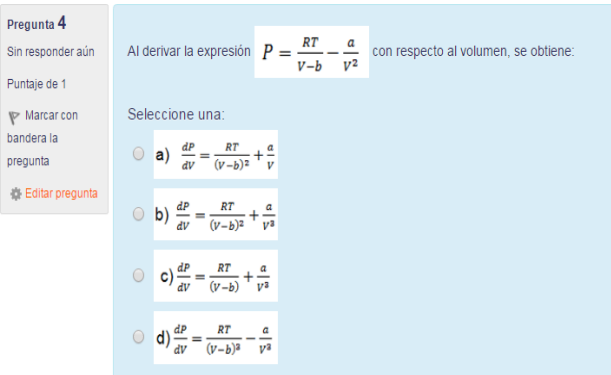 Pregunta 4
Sin responder aún
Puntaje de 1
Marcar con
bandera la
pregunta
Editar pregunta
Al derivar la expresión P = RT/(V−b) − a/V² con respecto al volumen, se obtiene:
Seleccione una:
a) dP/dV = RT/(V−b)² + a/V
b) dP/dV = RT/(V−b)² + a/V³
c) dP/dV = RT/(V−b) + a/V³
d) dP/dV = RT/(V−b)³ − a/V³